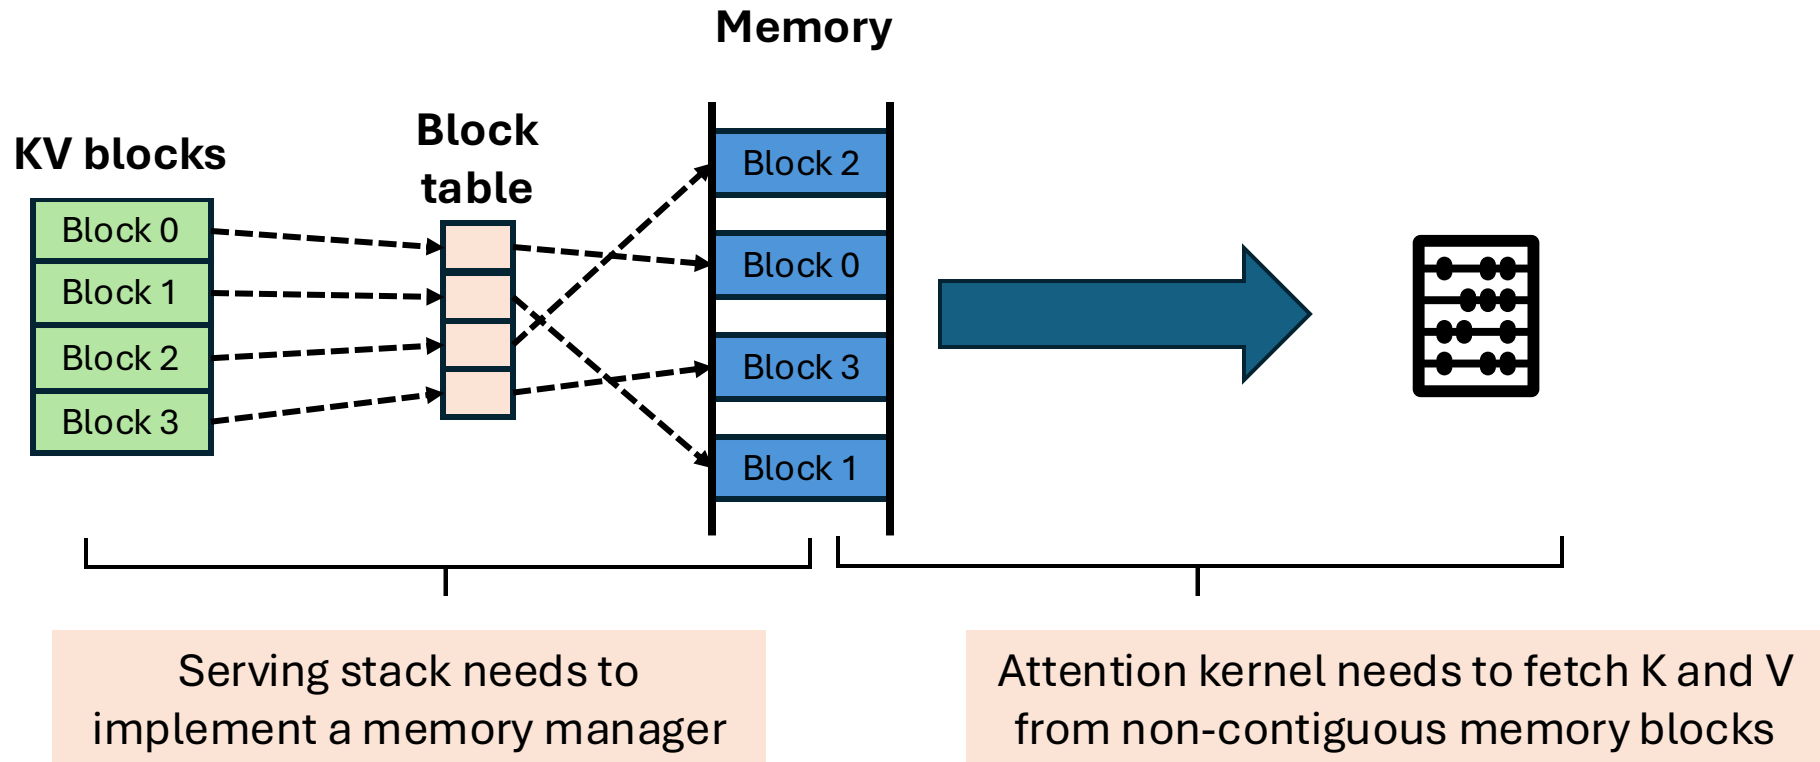 Memory
KV blocks
Block
table
Block 0
Block 1
Block 2
Block 3
Block 2
Block 0
Block 3
Block 1
Serving stack needs to
implement a memory manager
Attention kernel needs to fetch K and V
from non-contiguous memory blocks